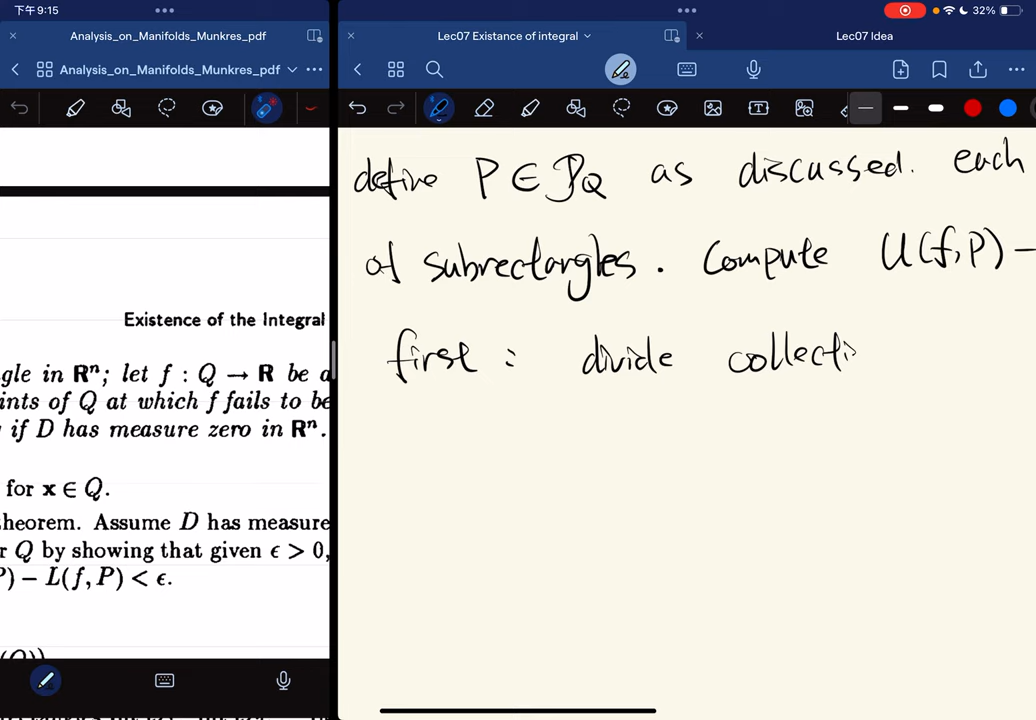 下午9:15
32%
Analysis_on_Manifolds_Munkres_pdf
Analysis_on_Manifolds_Munkres_pdf
Existence of the Integral
gle in Rⁿ; let f : Q → R be a
ints of Q at which f fails to be
if D has measure zero in Rⁿ.
for x ∈ Q.
theorem. Assume D has measure
r Q by showing that given ϵ > 0,
P) − L(f, P) < ϵ.
(Q))
Lec07 Existance of integral
Lec07 Idea
define P ∈ 𝒫_Q as discussed. each
of subrectangles. Compute U(f,P) −
first : divide collecti